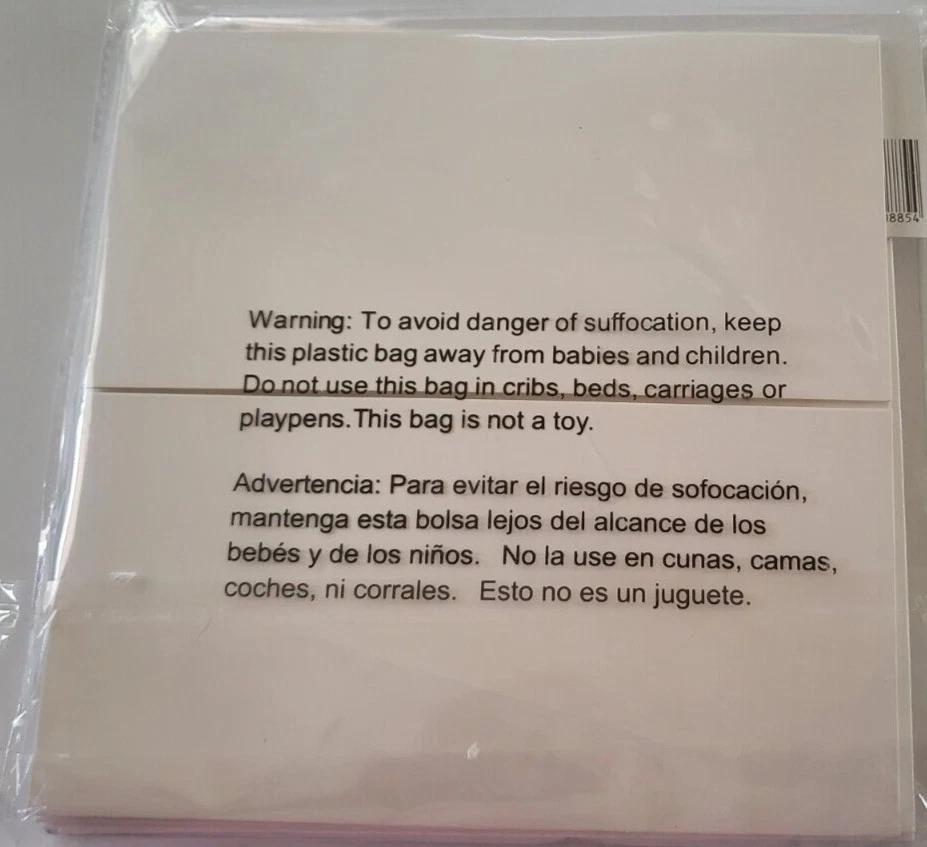 Warning: To avoid danger of suffocation, keep
this plastic bag away from babies and children.
Do not use this bag in cribs, beds, carriages or
playpens. This bag is not a toy.
Advertencia: Para evitar el riesgo de sofocación,
mantenga esta bolsa lejos del alcance de los
bebés y de los niños. No la use en cunas, camas,
coches, ni corrales. Esto no es un juguete.
8854